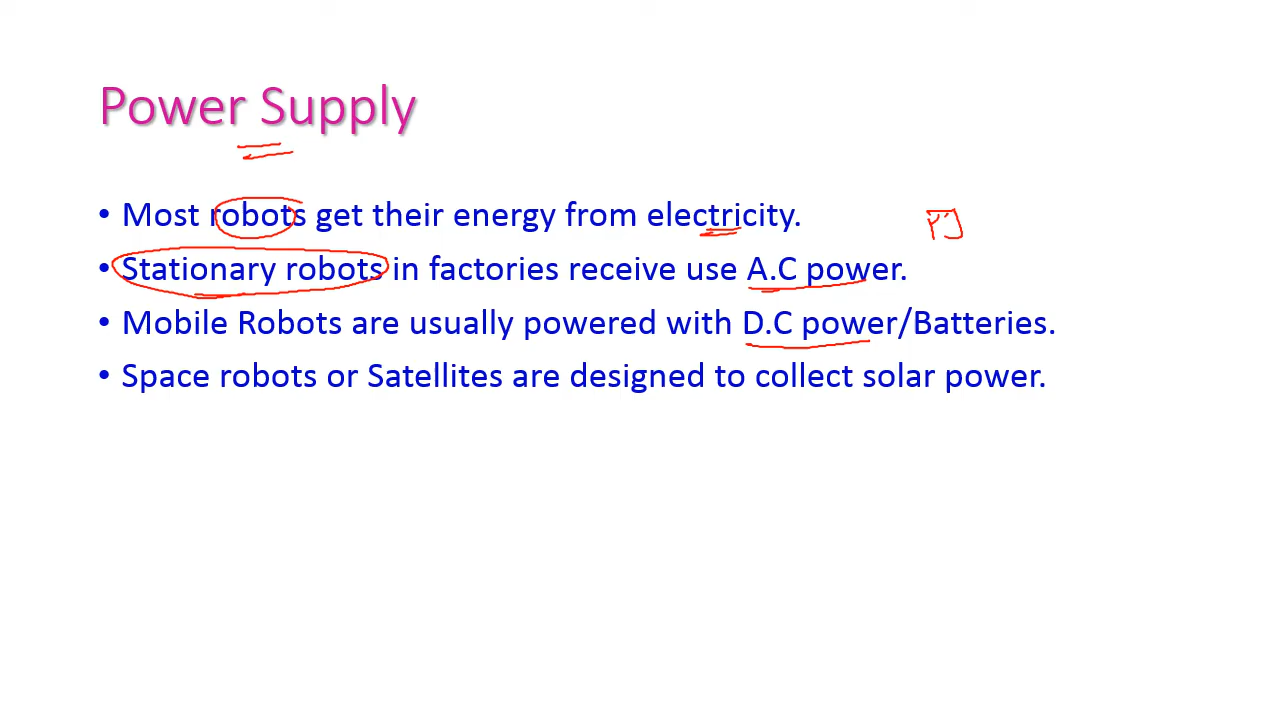 Power Supply
• Most robots get their energy from electricity.
• Stationary robots in factories receive use A.C power.
• Mobile Robots are usually powered with D.C power/Batteries.
• Space robots or Satellites are designed to collect solar power.